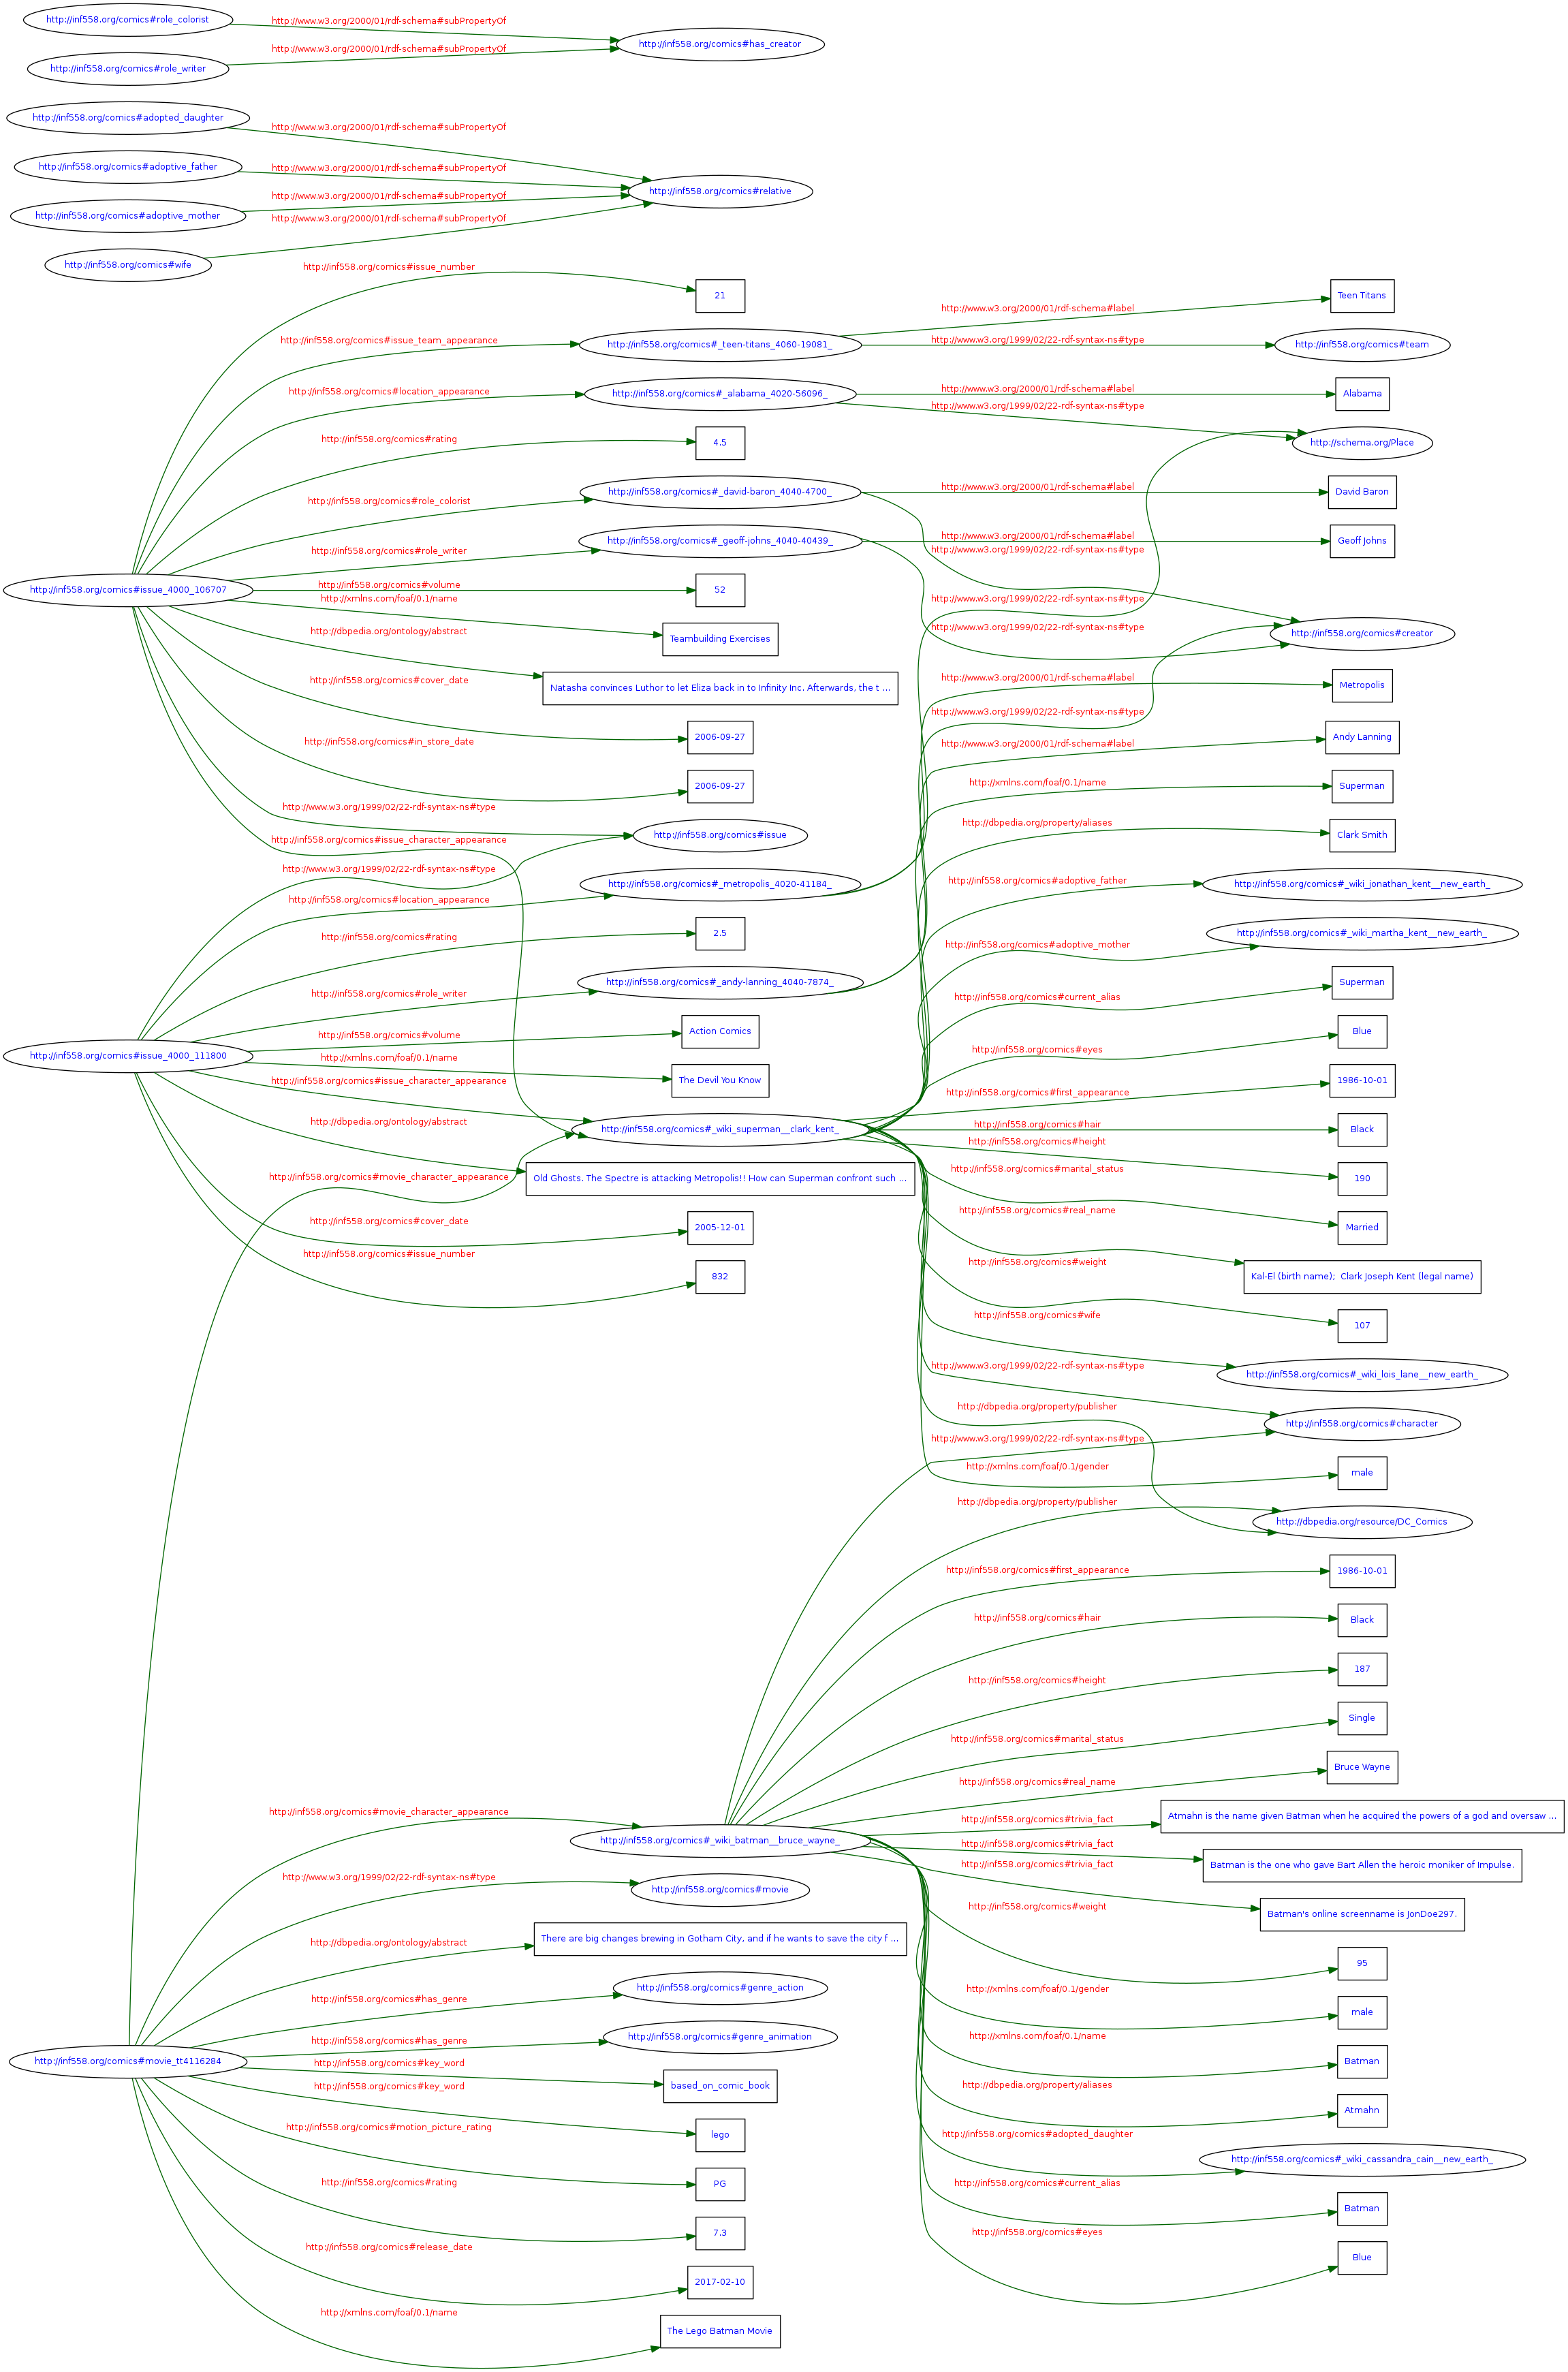 http://inf558.org/comics#role_colorist
http://www.w3.org/2000/01/rdf-schema#subPropertyOf
http://inf558.org/comics#has_creator
http://www.w3.org/2000/01/rdf-schema#subPropertyOf
http://inf558.org/comics#role_writer
http://inf558.org/comics#adopted_daughter
http://www.w3.org/2000/01/rdf-schema#subPropertyOf
http://inf558.org/comics#adoptive_father
http://www.w3.org/2000/01/rdf-schema#subPropertyOf
http://inf558.org/comics#relative
http://www.w3.org/2000/01/rdf-schema#subPropertyOf
http://inf558.org/comics#adoptive_mother
http://www.w3.org/2000/01/rdf-schema#subPropertyOf
http://inf558.org/comics#wife
http://inf558.org/comics#issue_number
21
Teen Titans
http://www.w3.org/2000/01/rdf-schema#label
http://inf558.org/comics#issue_team_appearance
http://inf558.org/comics#_teen-titans_4060-19081_
http://www.w3.org/1999/02/22-rdf-syntax-ns#type
http://inf558.org/comics#team
http://inf558.org/comics#location_appearance
http://inf558.org/comics#_alabama_4020-56096_
http://www.w3.org/2000/01/rdf-schema#label
Alabama
http://www.w3.org/1999/02/22-rdf-syntax-ns#type
http://inf558.org/comics#rating
4.5
http://schema.org/Place
http://inf558.org/comics#role_colorist
http://inf558.org/comics#_david-baron_4040-4700_
http://www.w3.org/2000/01/rdf-schema#label
David Baron
http://inf558.org/comics#role_writer
http://inf558.org/comics#_geoff-johns_4040-40439_
http://www.w3.org/2000/01/rdf-schema#label
Geoff Johns
http://www.w3.org/1999/02/22-rdf-syntax-ns#type
http://inf558.org/comics#issue_4000_106707
http://inf558.org/comics#volume
52
http://xmlns.com/foaf/0.1/name
http://www.w3.org/1999/02/22-rdf-syntax-ns#type
http://dbpedia.org/ontology/abstract
Teambuilding Exercises
http://www.w3.org/1999/02/22-rdf-syntax-ns#type
http://inf558.org/comics#creator
http://inf558.org/comics#cover_date
Natasha convinces Luthor to let Eliza back in to Infinity Inc. Afterwards, the t ...
http://www.w3.org/2000/01/rdf-schema#label
Metropolis
http://www.w3.org/1999/02/22-rdf-syntax-ns#type
http://inf558.org/comics#in_store_date
2006-09-27
http://www.w3.org/2000/01/rdf-schema#label
Andy Lanning
2006-09-27
http://xmlns.com/foaf/0.1/name
Superman
http://www.w3.org/1999/02/22-rdf-syntax-ns#type
http://dbpedia.org/property/aliases
http://inf558.org/comics#issue_character_appearance
http://inf558.org/comics#issue
Clark Smith
http://www.w3.org/1999/02/22-rdf-syntax-ns#type
http://inf558.org/comics#location_appearance
http://inf558.org/comics#_metropolis_4020-41184_
http://inf558.org/comics#adoptive_father
http://inf558.org/comics#_wiki_jonathan_kent__new_earth_
http://inf558.org/comics#rating
2.5
http://inf558.org/comics#adoptive_mother
http://inf558.org/comics#_wiki_martha_kent__new_earth_
http://inf558.org/comics#role_writer
http://inf558.org/comics#_andy-lanning_4040-7874_
http://inf558.org/comics#current_alias
Superman
http://inf558.org/comics#volume
Action Comics
http://inf558.org/comics#eyes
Blue
http://inf558.org/comics#issue_4000_111800
http://xmlns.com/foaf/0.1/name
The Devil You Know
http://inf558.org/comics#issue_character_appearance
http://inf558.org/comics#first_appearance
1986-10-01
http://dbpedia.org/ontology/abstract
http://inf558.org/comics#_wiki_superman__clark_kent_
http://inf558.org/comics#hair
Black
http://inf558.org/comics#height
http://inf558.org/comics#movie_character_appearance
Old Ghosts. The Spectre is attacking Metropolis!! How can Superman confront such ...
http://inf558.org/comics#marital_status
190
http://inf558.org/comics#cover_date
2005-12-01
http://inf558.org/comics#real_name
Married
http://inf558.org/comics#issue_number
832
http://inf558.org/comics#weight
Kal-El (birth name);  Clark Joseph Kent (legal name)
http://inf558.org/comics#wife
107
http://www.w3.org/1999/02/22-rdf-syntax-ns#type
http://inf558.org/comics#_wiki_lois_lane__new_earth_
http://dbpedia.org/property/publisher
http://inf558.org/comics#character
http://www.w3.org/1999/02/22-rdf-syntax-ns#type
http://xmlns.com/foaf/0.1/gender
male
http://dbpedia.org/property/publisher
http://dbpedia.org/resource/DC_Comics
http://inf558.org/comics#first_appearance
1986-10-01
http://inf558.org/comics#hair
Black
http://inf558.org/comics#height
187
http://inf558.org/comics#marital_status
Single
http://inf558.org/comics#real_name
Bruce Wayne
http://inf558.org/comics#movie_character_appearance
http://inf558.org/comics#trivia_fact
Atmahn is the name given Batman when he acquired the powers of a god and oversaw ...
http://inf558.org/comics#_wiki_batman__bruce_wayne_
http://inf558.org/comics#trivia_fact
Batman is the one who gave Bart Allen the heroic moniker of Impulse.
http://inf558.org/comics#trivia_fact
http://www.w3.org/1999/02/22-rdf-syntax-ns#type
http://inf558.org/comics#movie
http://inf558.org/comics#weight
Batman's online screenname is JonDoe297.
http://dbpedia.org/ontology/abstract
There are big changes brewing in Gotham City, and if he wants to save the city f ...
95
http://inf558.org/comics#has_genre
http://inf558.org/comics#genre_action
http://xmlns.com/foaf/0.1/gender
male
http://inf558.org/comics#has_genre
http://inf558.org/comics#genre_animation
http://xmlns.com/foaf/0.1/name
http://inf558.org/comics#movie_tt4116284
http://inf558.org/comics#key_word
Batman
http://inf558.org/comics#key_word
based_on_comic_book
http://dbpedia.org/property/aliases
Atmahn
http://inf558.org/comics#motion_picture_rating
lego
http://inf558.org/comics#adopted_daughter
http://inf558.org/comics#_wiki_cassandra_cain__new_earth_
http://inf558.org/comics#rating
PG
http://inf558.org/comics#current_alias
Batman
7.3
http://inf558.org/comics#eyes
http://inf558.org/comics#release_date
Blue
2017-02-10
http://xmlns.com/foaf/0.1/name
The Lego Batman Movie